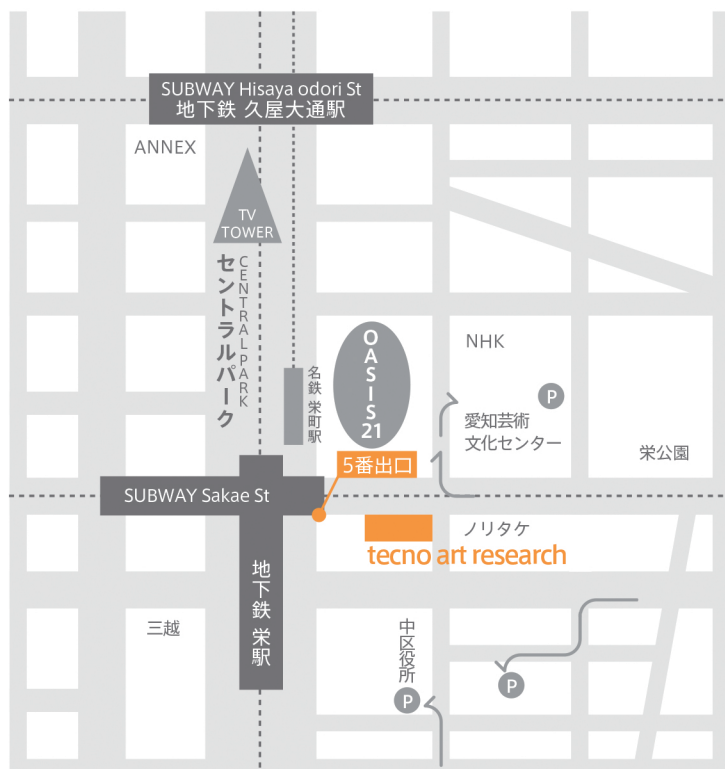 SUBWAY Hisaya odori St
地下鉄 久屋大通駅
ANNEX
TV
TOWER
CENTRAL PARK
セントラルパーク
OASIS21
名鉄 栄町駅
NHK
P
愛知芸術
文化センター
栄公園
5番出口
SUBWAY Sakae St
ノリタケ
tecno art research
地下鉄 栄駅
三越
中区役所
P
P